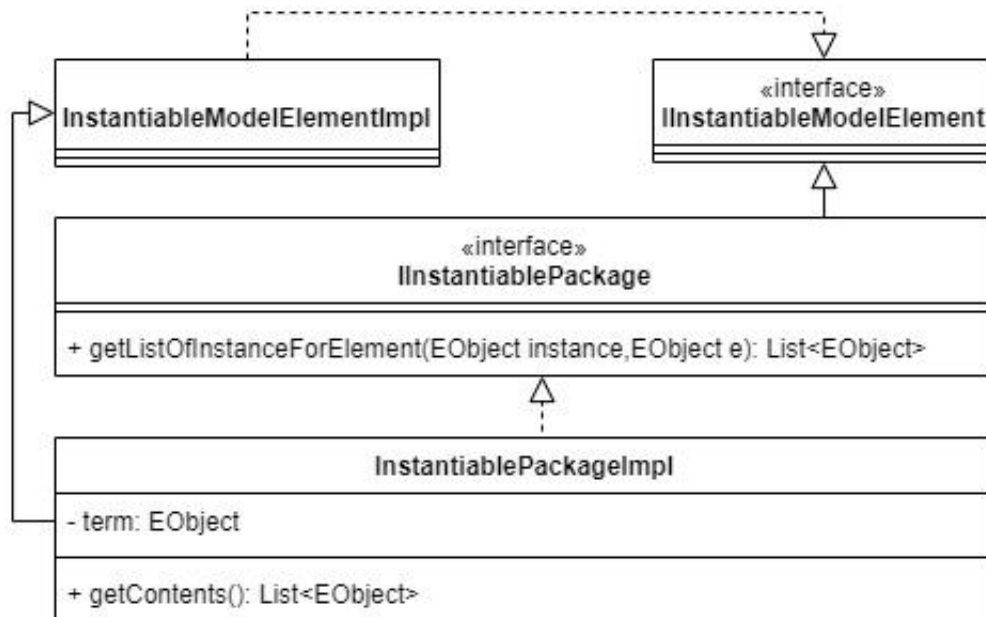 InstantiableModelElementImpl
«interface»
IInstantiableModelElement
«interface»
IInstantiablePackage
+ getListOfInstanceForElement(EObject instance,EObject e): List<EObject>
InstantiablePackageImpl
- term: EObject
+ getContents(): List<EObject>